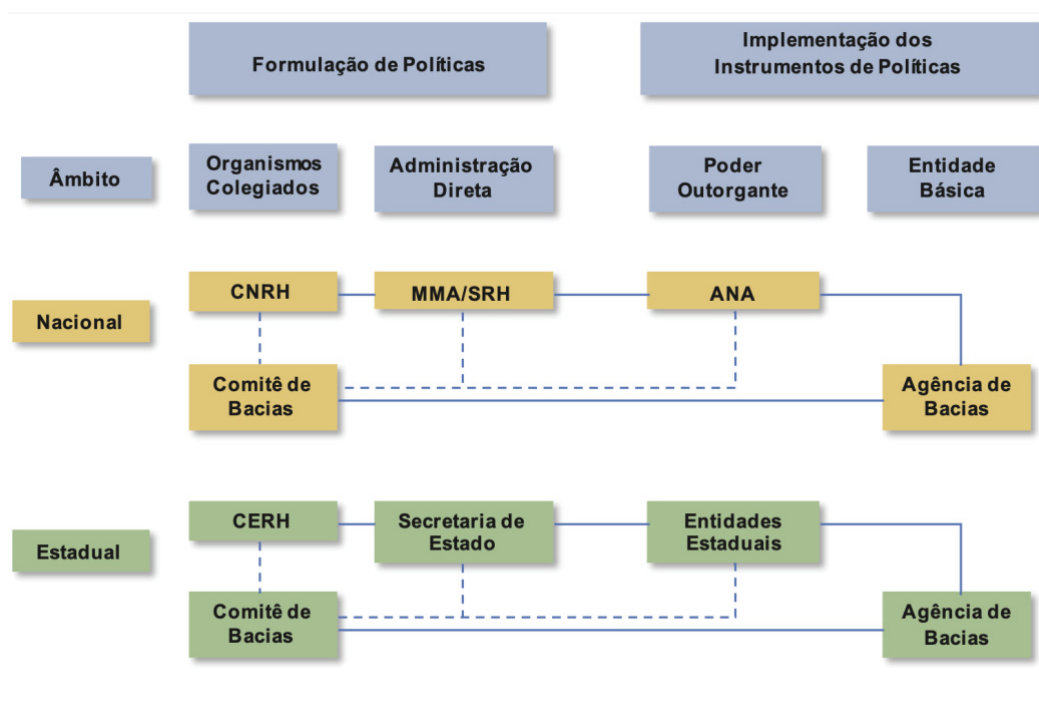 Formulação de Políticas
Implementação dos
Instrumentos de Políticas
Âmbito
Organismos
Colegiados
Administração
Direta
Poder
Outorgante
Entidade
Básica
Nacional
CNRH
MMA/SRH
ANA
Comitê de
Bacias
Agência de
Bacias
Estadual
CERH
Secretaria de
Estado
Entidades
Estaduais
Comitê de
Bacias
Agência de
Bacias